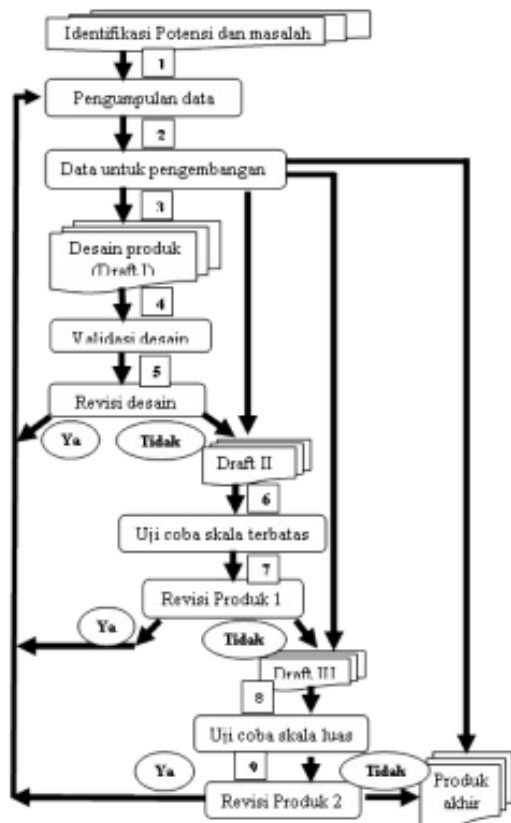 Identifikasi Potensi dan masalah
1
Pengumpulan data
2
Data untuk pengembangan
3
Desain produk
(Draft I)
4
Validasi desain
5
Revisi desain
Ya
Tidak
Draft II
6
Uji coba skala terbatas
7
Revisi Produk 1
Ya
Tidak
Draft III
8
Uji coba skala luas
9
Ya
Tidak
Revisi Produk 2
Produk
akhir